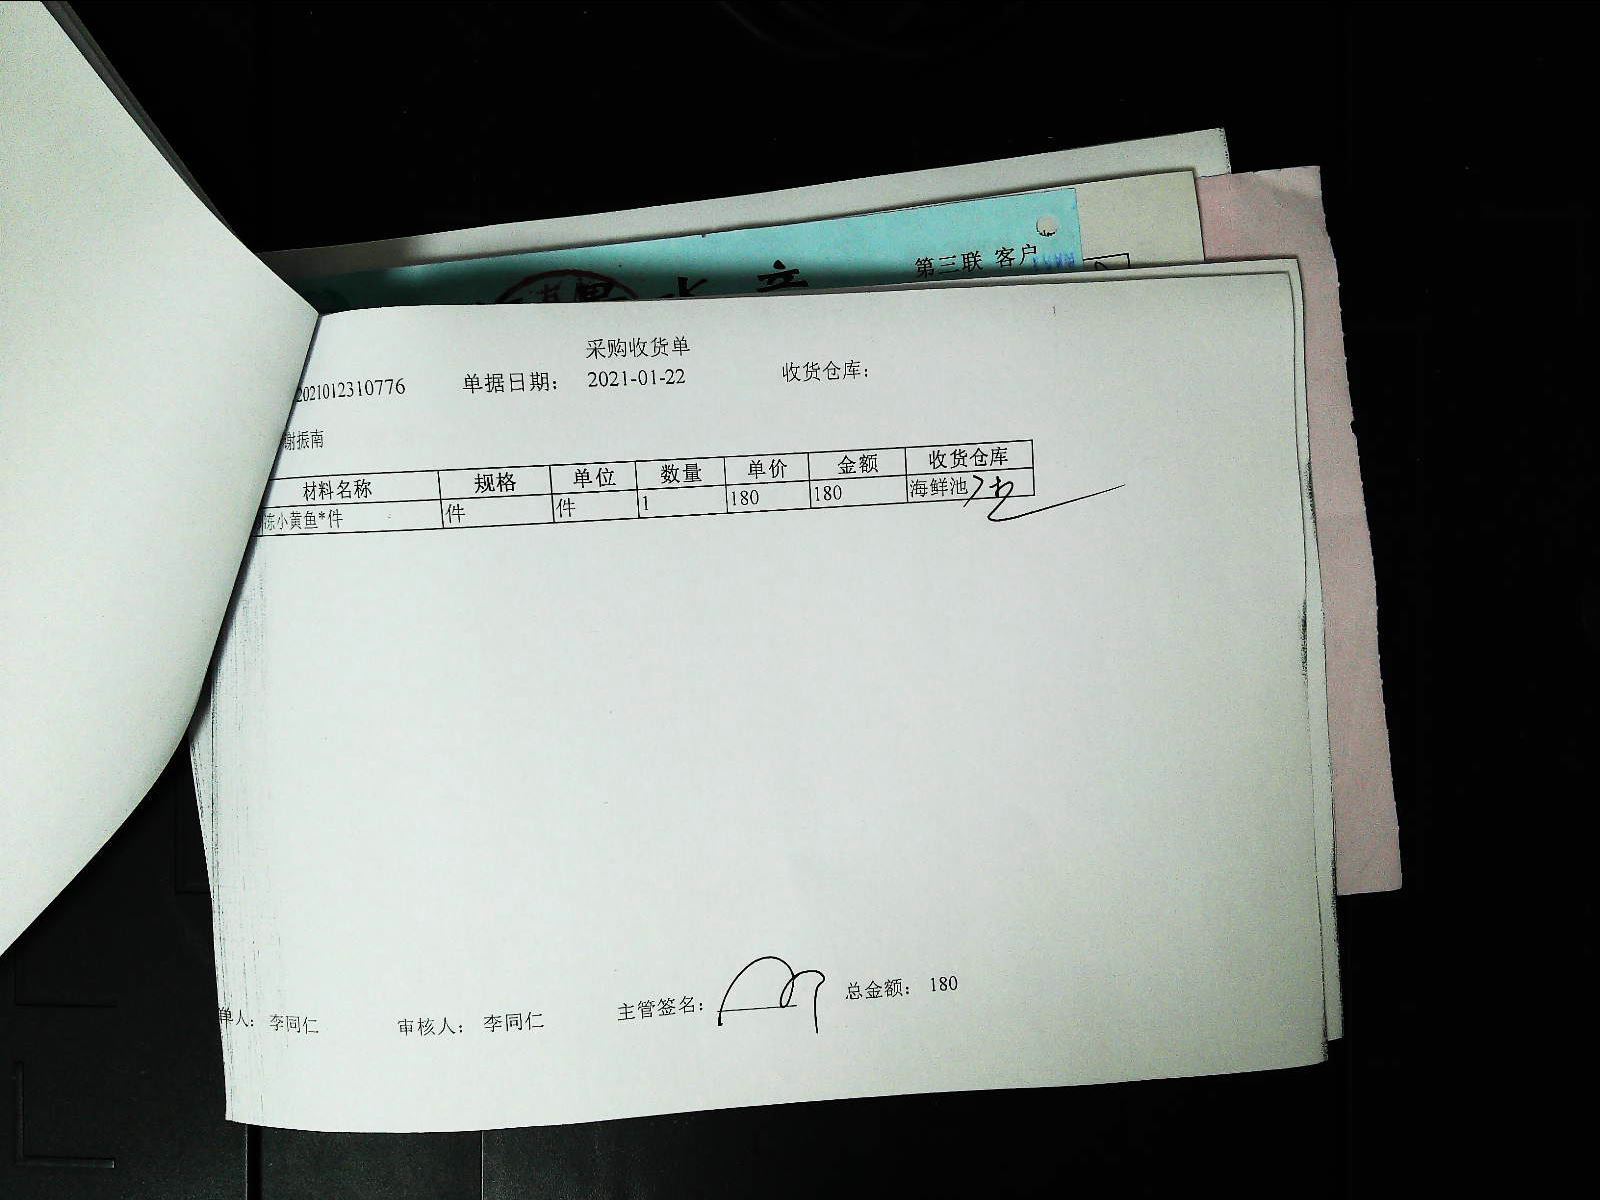 第三联 客户
采购收货单
2021012310776 单据日期： 2021-01-22 收货仓库：
谢振南
材料名称 规格 单位 数量 单价 金额 收货仓库
冻小黄鱼*件 件 件 1 180 180 海鲜池
单人： 李同仁 审核人： 李同仁 主管签名： 总金额： 180